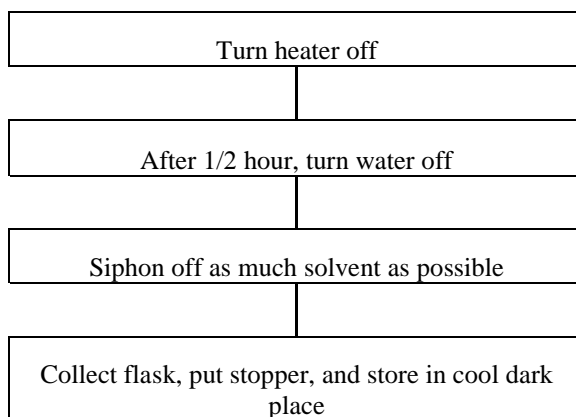 Turn heater off
After 1/2 hour, turn water off
Siphon off as much solvent as possible
Collect flask, put stopper, and store in cool dark
place